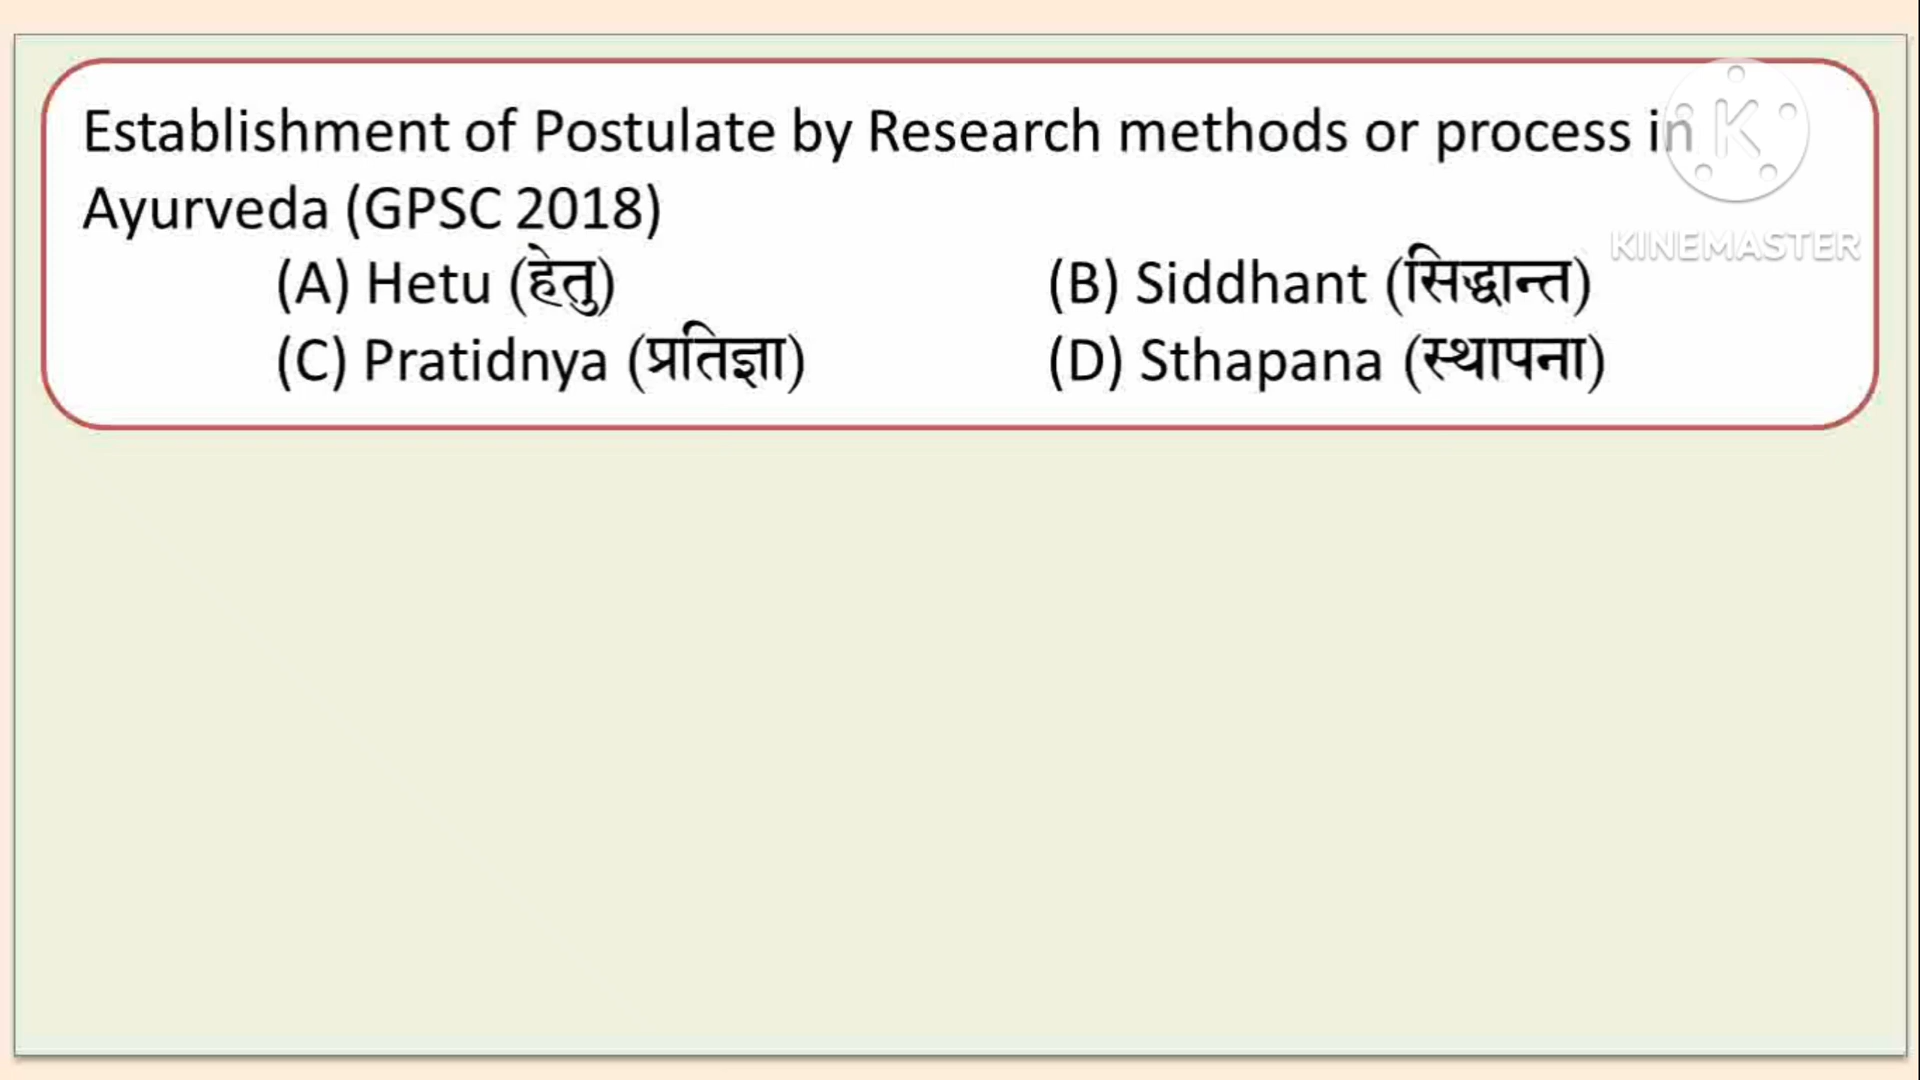 Establishment of Postulate by Research methods or process in
Ayurveda (GPSC 2018)
(A) Hetu (हेतु) (B) Siddhant (सिद्धान्त)
(C) Pratidnya (प्रतिज्ञा) (D) Sthapana (स्थापना)
K
KINEMASTER